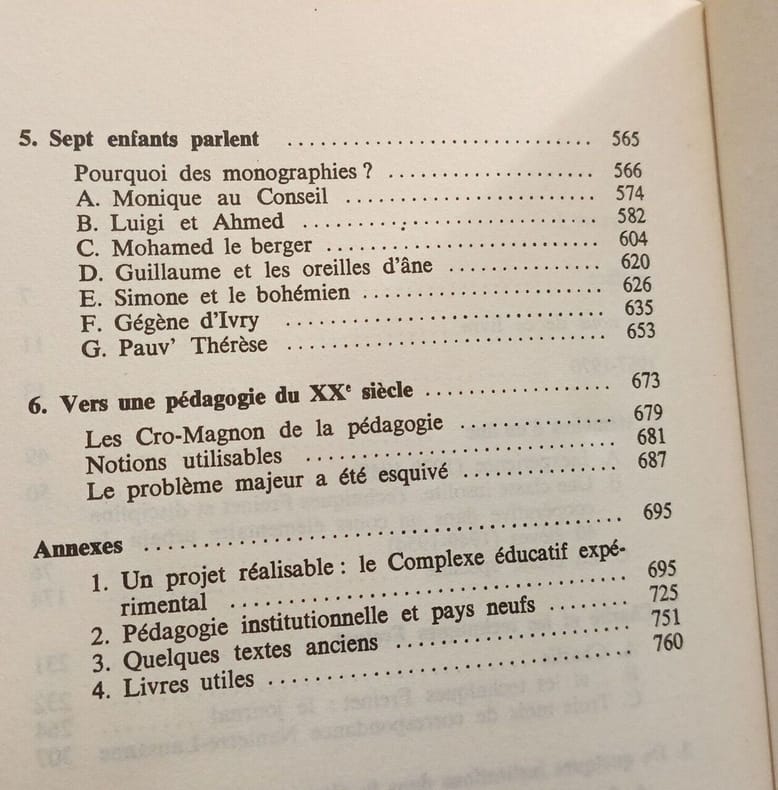 5. Sept enfants parlent .............................. 565
Pourquoi des monographies ? ..................... 566
A. Monique au Conseil .......................... 574
B. Luigi et Ahmed .............................. 582
C. Mohamed le berger ........................... 604
D. Guillaume et les oreilles d'âne ............... 620
E. Simone et le bohémien ....................... 626
F. Gégène d'Ivry ............................... 635
G. Pauv' Thérèse ............................... 653
6. Vers une pédagogie du XXe siècle .................. 673
Les Cro-Magnon de la pédagogie ............... 679
Notions utilisables .............................. 681
Le problème majeur a été esquivé ............... 687
Annexes ............................................ 695
1. Un projet réalisable : le Complexe éducatif expé-
rimental ...................................... 695
2. Pédagogie institutionnelle et pays neufs ........ 725
3. Quelques textes anciens ....................... 751
4. Livres utiles ................................... 760